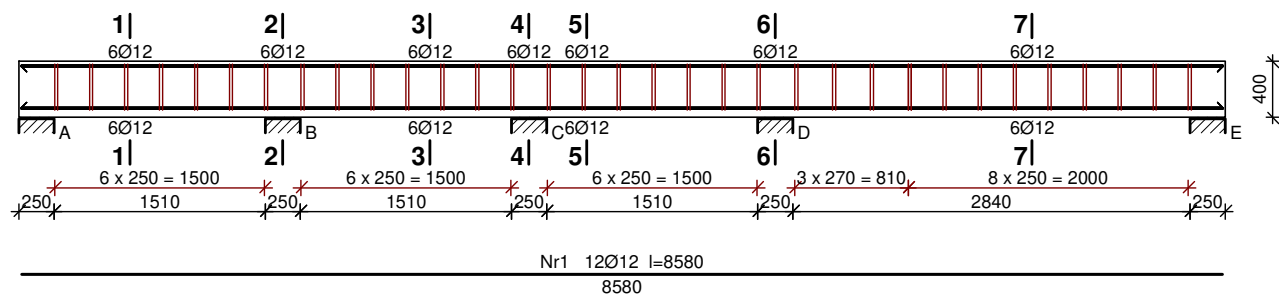 1 2 3 4 5 6 7
6Ø12 6Ø12 6Ø12 6Ø12 6Ø12 6Ø12 6Ø12
400
A B C D E
6Ø12 6Ø12 6Ø12 6Ø12
1 2 3 4 5 6 7
6 x 250 = 1500 6 x 250 = 1500 6 x 250 = 1500 3 x 270 = 810 8 x 250 = 2000
250 1510 250 1510 250 1510 250 2840 250
Nr1 12Ø12 l=8580
8580